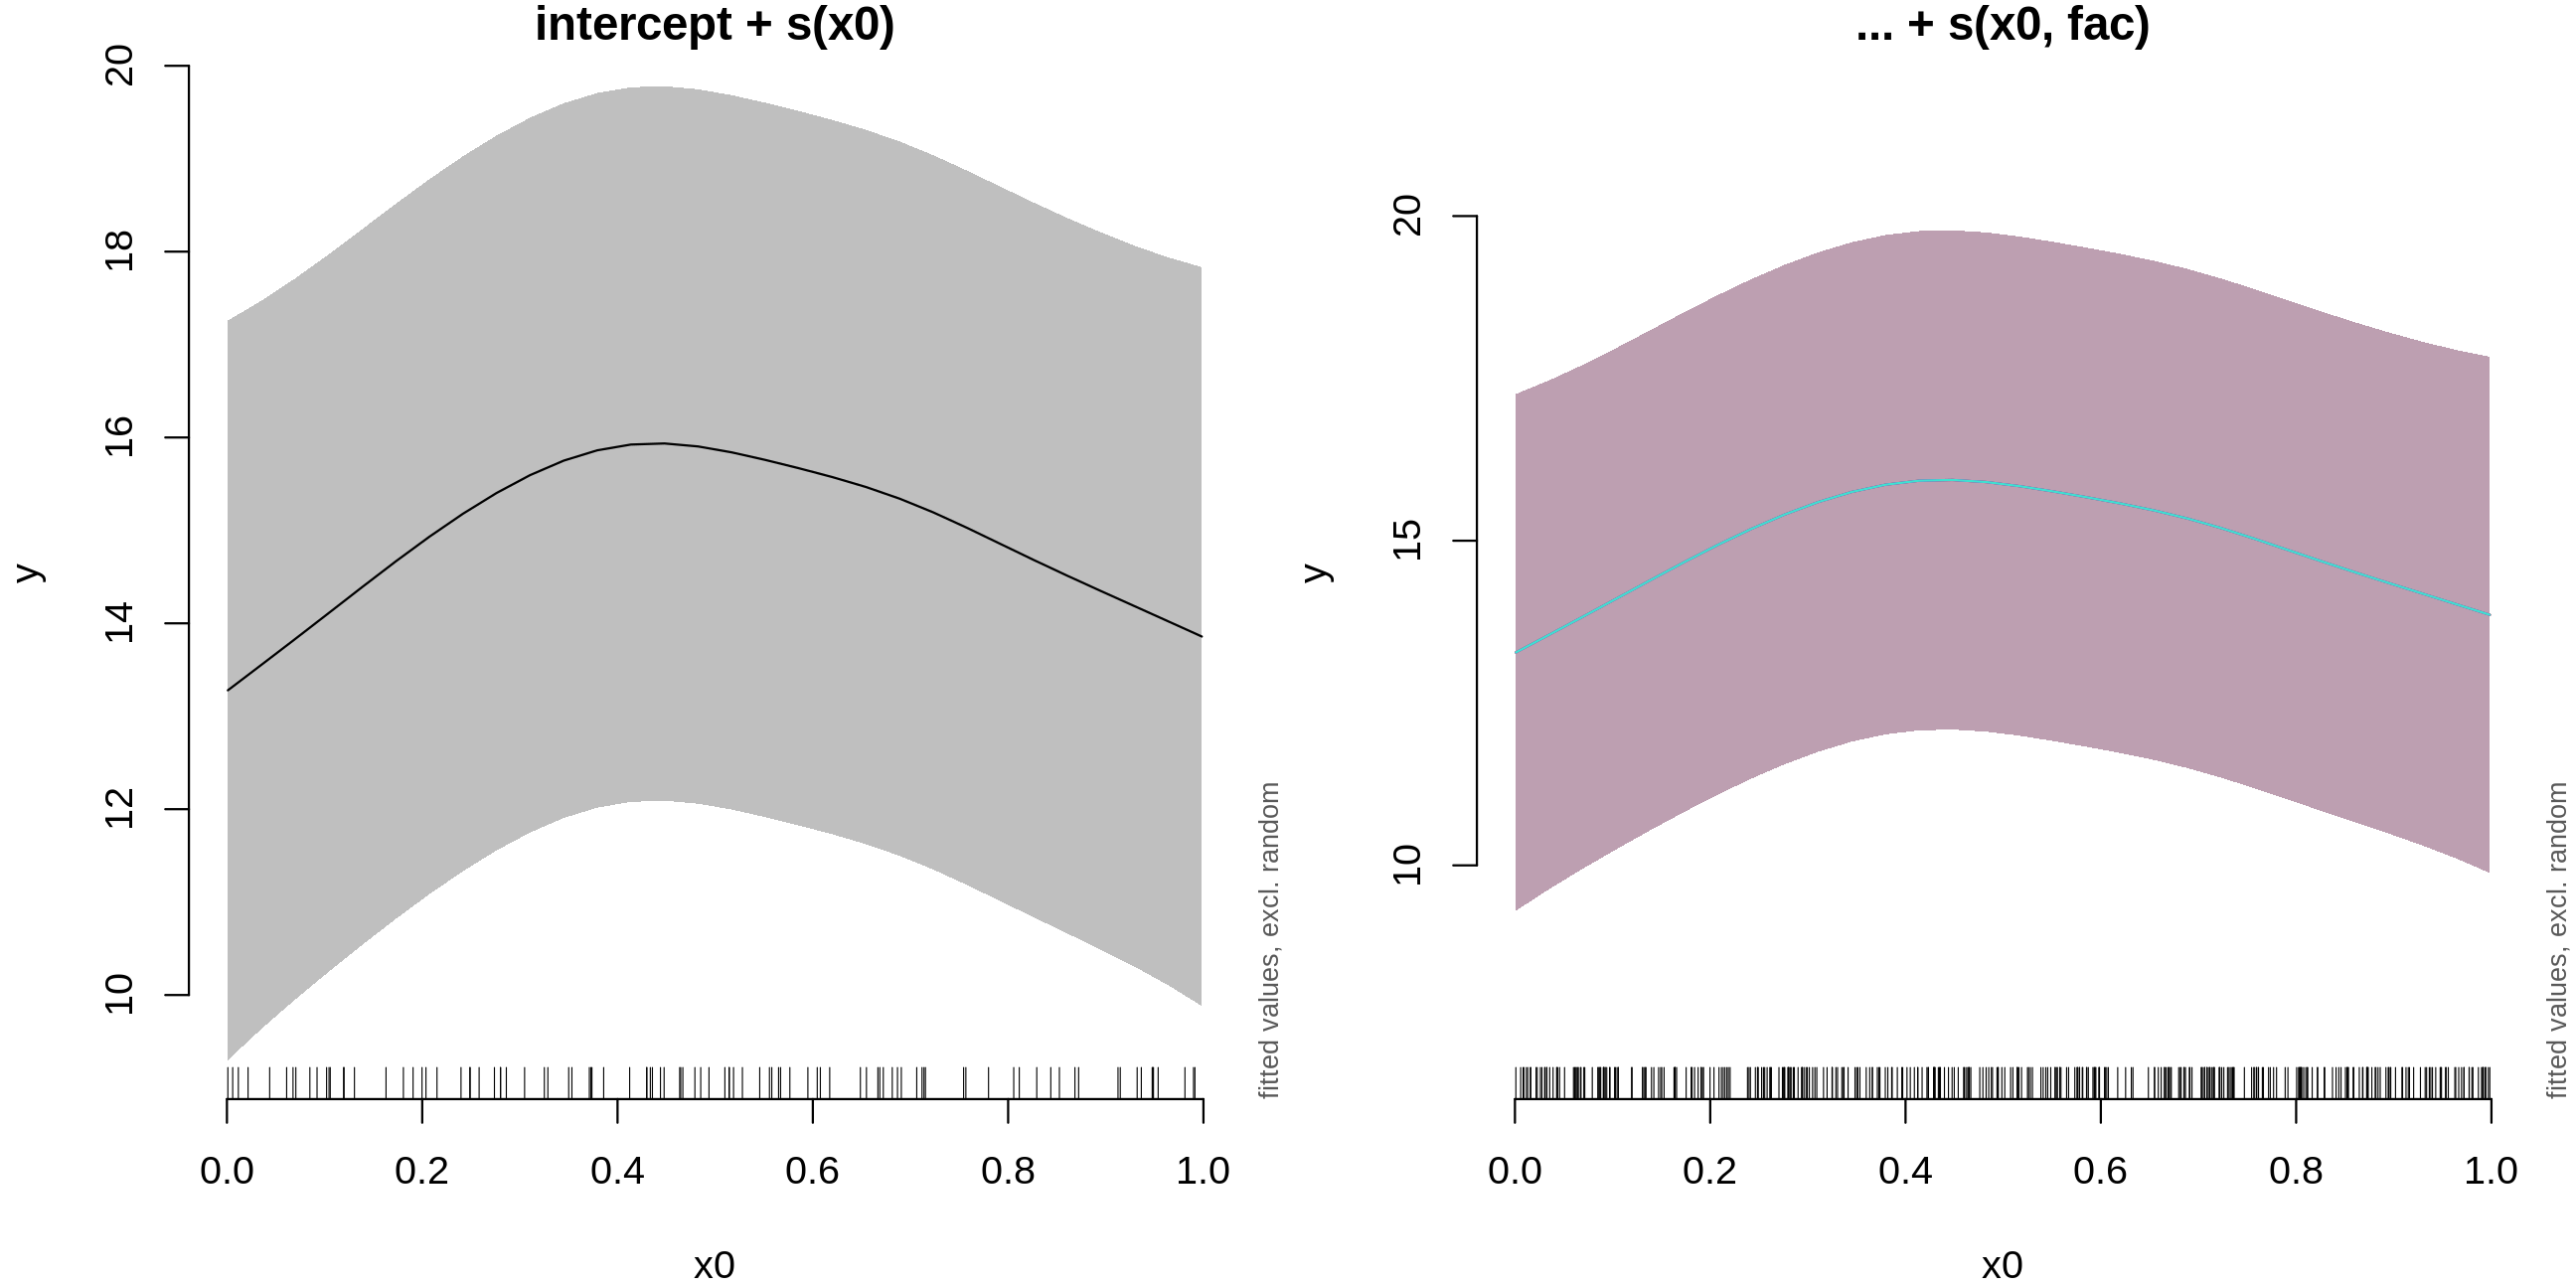 intercept + s(x0)
20
18
16
14
12
10
y
0.0 0.2 0.4 0.6 0.8 1.0
x0
fitted values, excl. random
... + s(x0, fac)
20
15
10
y
0.0 0.2 0.4 0.6 0.8 1.0
x0
fitted values, excl. random